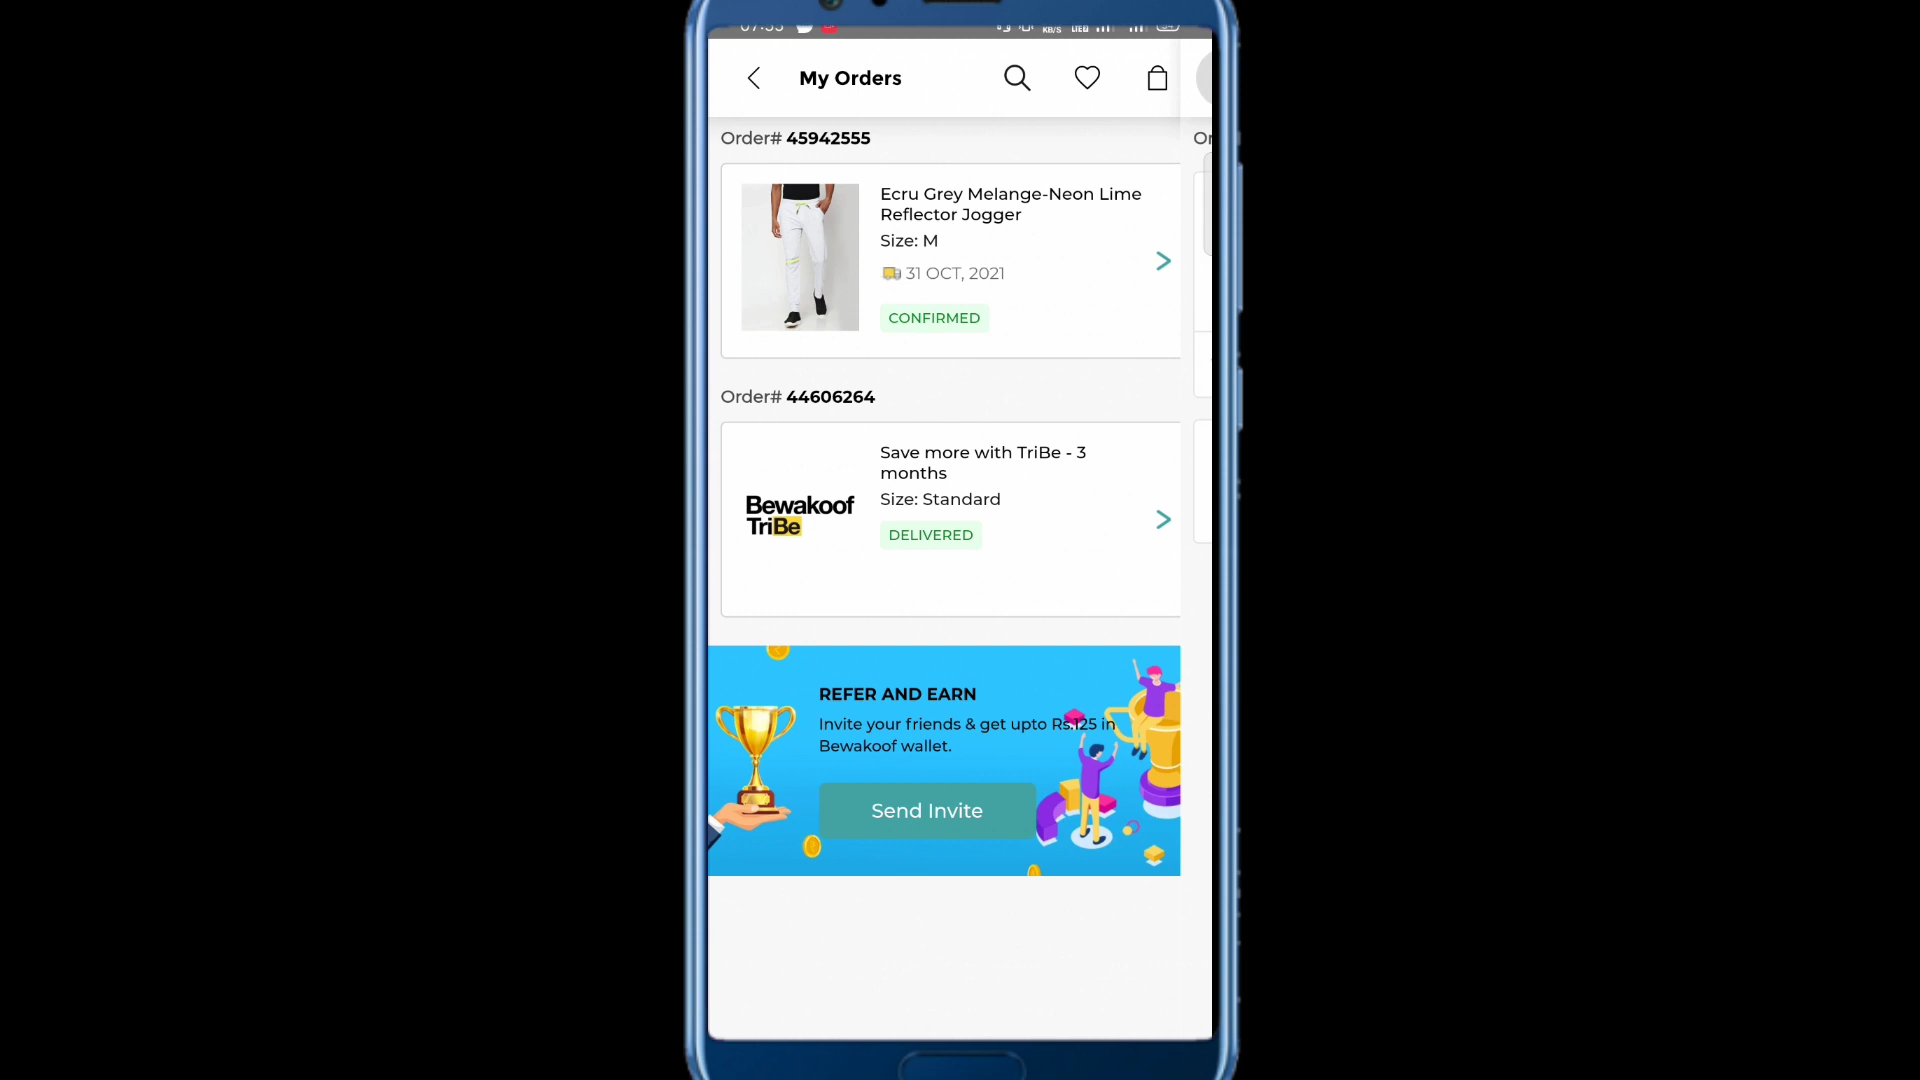 My Orders
Order# 45942555
Ecru Grey Melange-Neon Lime
Reflector Jogger
Size: M
31 OCT, 2021
CONFIRMED
Order# 44606264
Save more with TriBe - 3
months
Size: Standard
Bewakoof
TriBe
DELIVERED
REFER AND EARN
Invite your friends & get upto Rs.125 in
Bewakoof wallet.
Send Invite